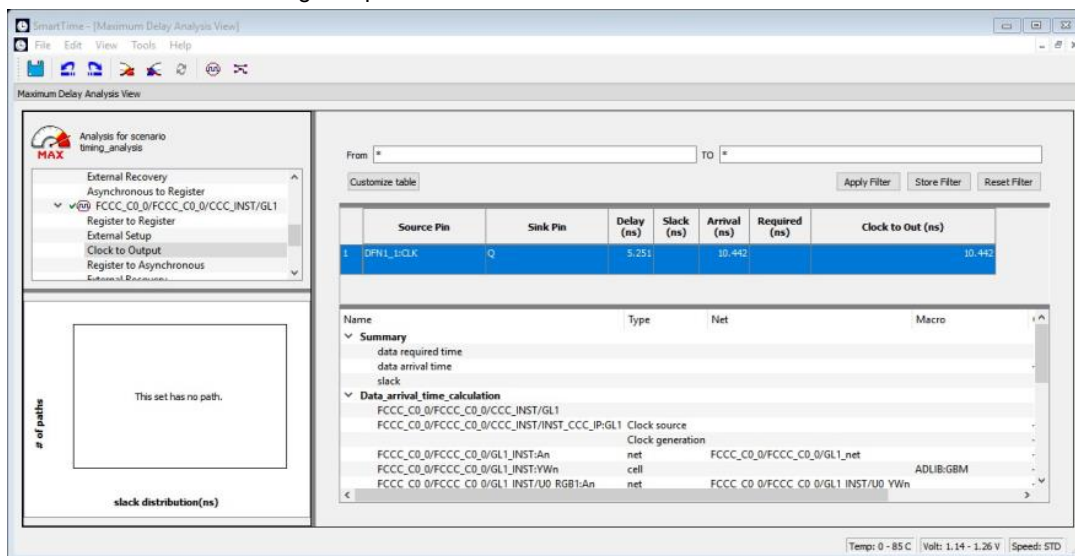 SmartTime - [Maximum Delay Analysis View]
File Edit View Tools Help
Maximum Delay Analysis View
Analysis for scenario
timing_analysis
MAX
External Recovery
Asynchronous to Register
FCCC_C0_0/FCCC_C0_0/CCC_INST/GL1
Register to Register
External Setup
Clock to Output
Register to Asynchronous
External Recovery
# of paths
This set has no path.
slack distribution(ns)
From * TO *
Customize table Apply Filter Store Filter Reset Filter
Source Pin Sink Pin Delay (ns) Slack (ns) Arrival (ns) Required (ns) Clock to Out (ns)
1 DFN1_1:CLK Q 5.251 10.442 10.442
Name Type Net Macro
Summary
data required time
data arrival time -
slack
Data_arrival_time_calculation
FCCC_C0_0/FCCC_C0_0/CCC_INST/GL1
FCCC_C0_0/FCCC_C0_0/CCC_INST/INST_CCC_IP:GL1 Clock source -
Clock generation -
FCCC_C0_0/FCCC_C0_0/GL1_INST:An net FCCC_C0_0/FCCC_C0_0/GL1_net -
FCCC_C0_0/FCCC_C0_0/GL1_INST:YWn cell ADLIB:GBM -
FCCC_C0_0/FCCC_C0_0/GL1_INST/U0_RGB1:An net FCCC_C0_0/FCCC_C0_0/GL1_INST/U0_YWn -
Temp: 0 - 85 C Volt: 1.14 - 1.26 V Speed: STD